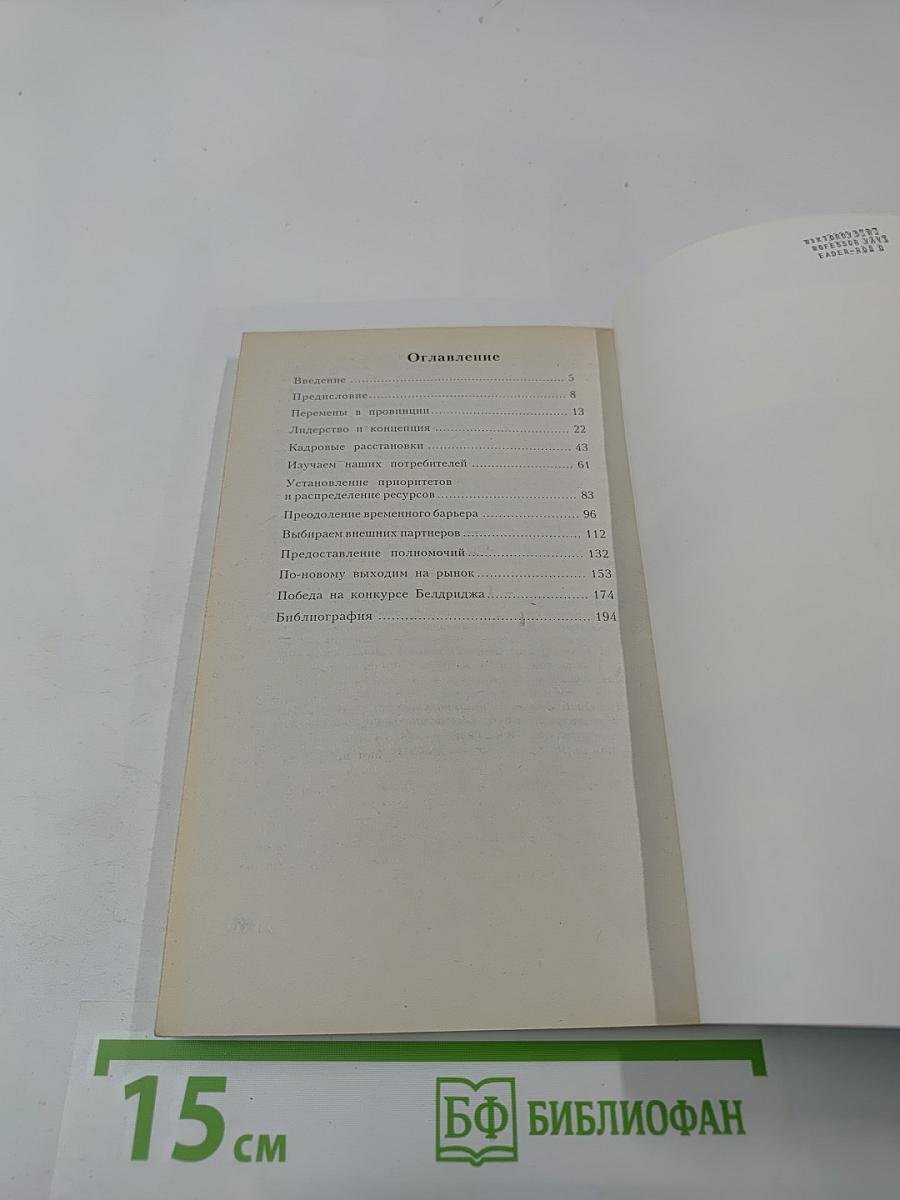 Оглавление
Введение ........ 5
Предисловие ........ 8
Перемены в провинции ........ 13
Лидерство и концепция ........ 22
Кадровые расстановки ........ 43
Изучаем наших потребителей ........ 61
Установление приоритетов
и распределение ресурсов ........ 83
Преодоление временного барьера ........ 96
Выбираем внешних партнеров ........ 112
Предоставление полномочий ........ 132
По-новому выходим на рынок ........ 153
Победа на конкурсе Белдриджа ........ 174
Библиография ........ 194
15 см
БФ БИБЛИОФАН